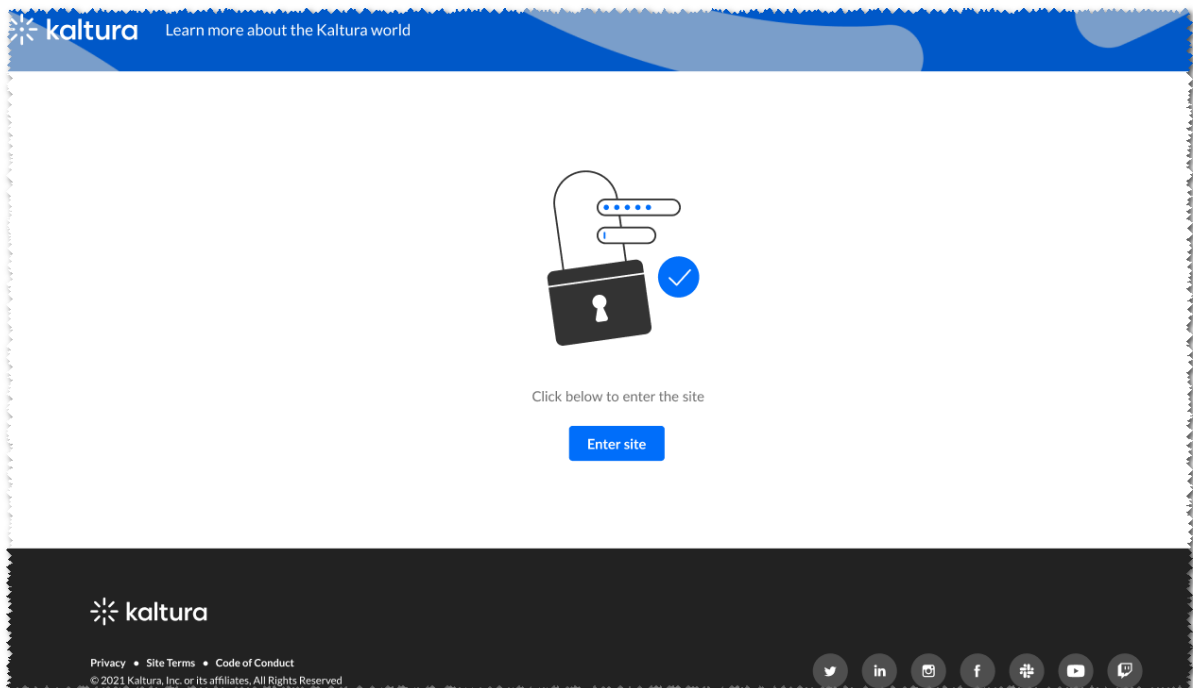 kaltura
Learn more about the Kaltura world
Click below to enter the site
Enter site
kaltura
Privacy • Site Terms • Code of Conduct
© 2021 Kaltura, Inc. or its affiliates, All Rights Reserved